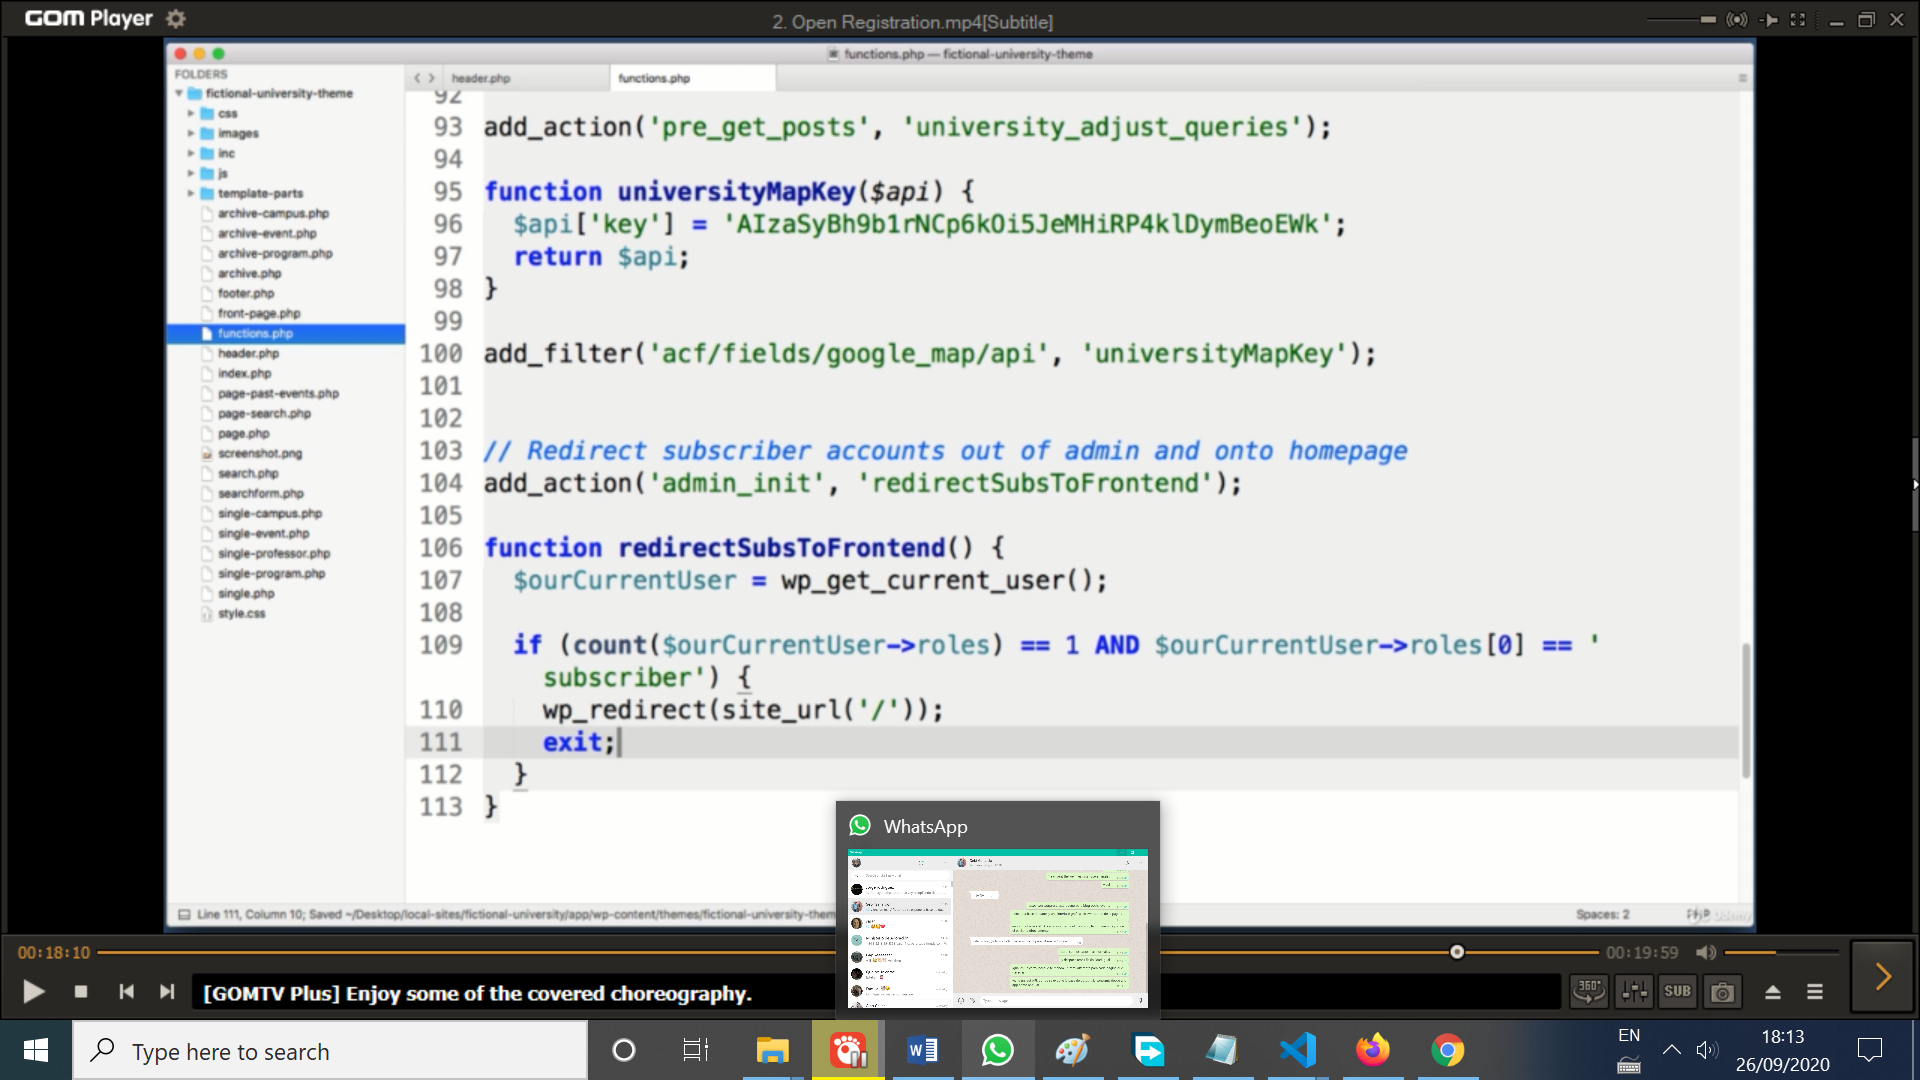 GOM Player
2. Open Registration.mp4[Subtitle]
functions.php — fictional-university-theme
FOLDERS
fictional-university-theme
css
images
inc
js
template-parts
archive-campus.php
archive-event.php
archive-program.php
archive.php
footer.php
front-page.php
functions.php
header.php
index.php
page-past-events.php
page-search.php
page.php
screenshot.png
search.php
searchform.php
single-campus.php
single-event.php
single-professor.php
single-program.php
single.php
style.css
header.php
functions.php
92
93 add_action('pre_get_posts', 'university_adjust_queries');
94
95 function universityMapKey($api) {
96 $api['key'] = 'AIzaSyBh9b1rNCp6kOi5JeMHiRP4klDymBeoEWk';
97 return $api;
98 }
99
100 add_filter('acf/fields/google_map/api', 'universityMapKey');
101
102
103 // Redirect subscriber accounts out of admin and onto homepage
104 add_action('admin_init', 'redirectSubsToFrontend');
105
106 function redirectSubsToFrontend() {
107 $ourCurrentUser = wp_get_current_user();
108
109 if (count($ourCurrentUser->roles) == 1 AND $ourCurrentUser->roles[0] == '
subscriber') {
110 wp_redirect(site_url('/'));
111 exit;
112 }
113 }
Line 111, Column 10; Saved ~/Desktop/local-sites/fictional-university/app/wp-content/themes/fictional-university-them
Spaces: 2
Udemy
WhatsApp
00:18:10
00:19:59
[GOMTV Plus] Enjoy some of the covered choreography.
360°
SUB
Type here to search
EN
18:13
26/09/2020